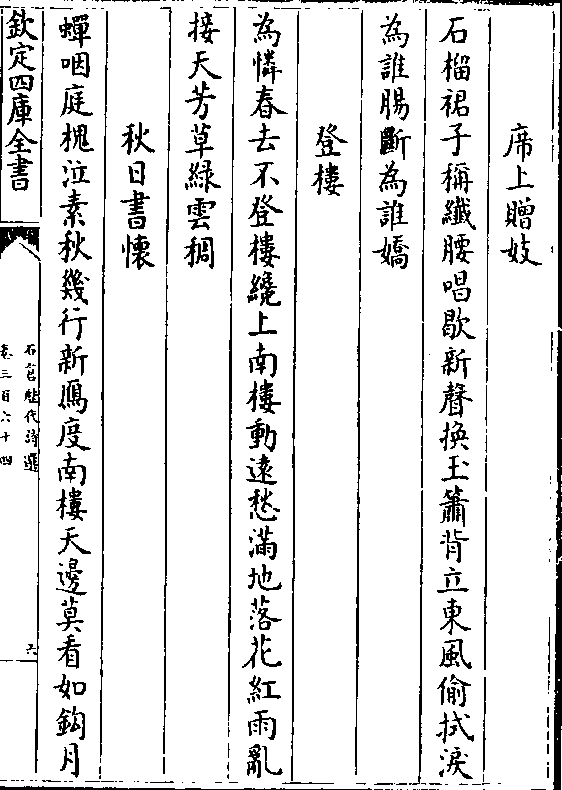 席上贈妓
石榴裙子稱纖腰唱歇新聲換玉簫背立東風偷拭淚
為誰腸斷為誰嬌
登樓
為憐春去不登樓纔上南樓動遠愁滿地落花紅雨亂
接天芳草綠雲稠
秋日書懷
蟬咽庭槐泣素秋幾行新鴈度南樓天邊莫看如鈎月
欽定四庫全書
石倉歷代詩選
卷三百六十四
六